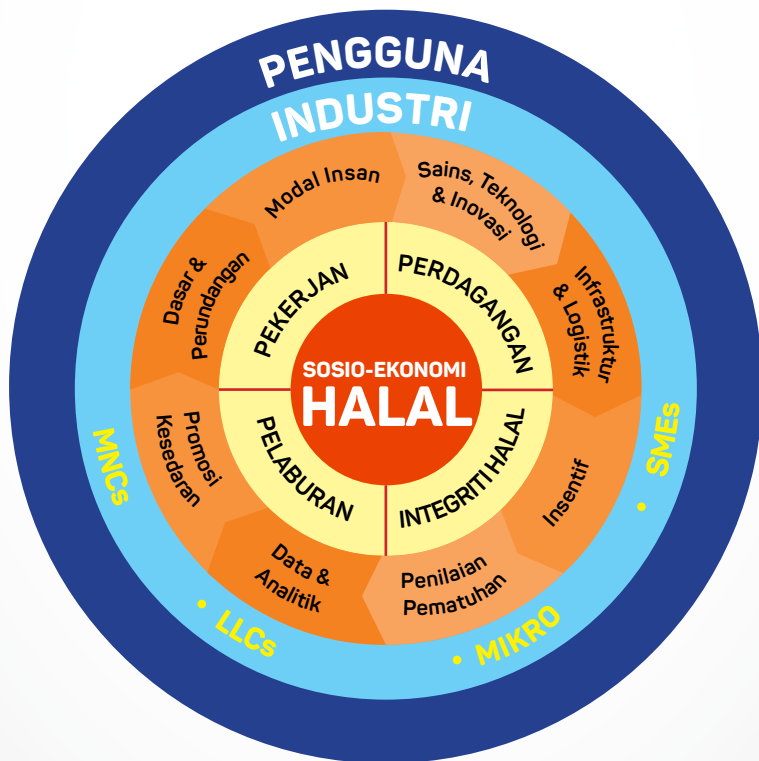 PENGGUNA
INDUSTRI
Modal Insan
Sains, Teknologi
& Inovasi
Infrastruktur
& Logistik
Insentif
Penilaian
Pematuhan
Data &
Analitik
Promosi
Kesedaran
Dasar &
Perundangan
PEKERJAN
PERDAGANGAN
INTEGRITI HALAL
PELABURAN
SOSIO-EKONOMI
HALAL
MNCs
• LLCs
• MIKRO
• SMEs